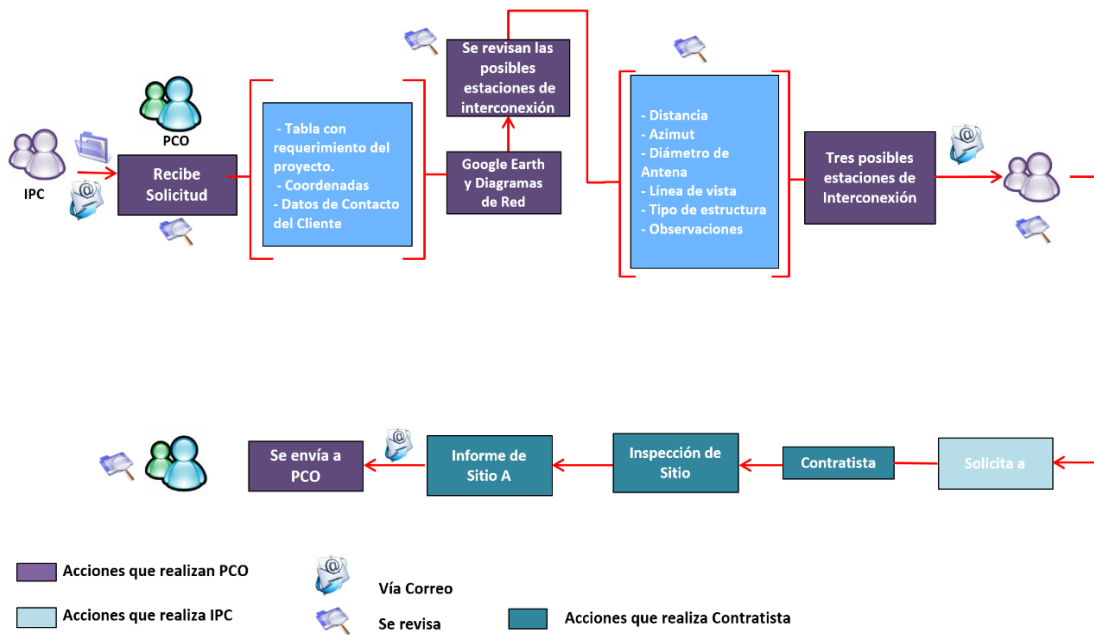 PCO
IPC
Recibe
Solicitud
- Tabla con
requerimiento del
proyecto.
- Coordenadas
- Datos de Contacto
del Cliente
Se revisan las
posibles
estaciones de
interconexión
Google Earth
y Diagramas
de Red
- Distancia
- Azimut
- Diámetro de
Antena
- Línea de vista
- Tipo de estructura
- Observaciones
Tres posibles
estaciones de
Interconexión
Se envía a
PCO
Informe de
Sitio A
Inspección de
Sitio
Contratista
Solicita a
Acciones que realizan PCO
Vía Correo
Acciones que realiza IPC
Se revisa
Acciones que realiza Contratista